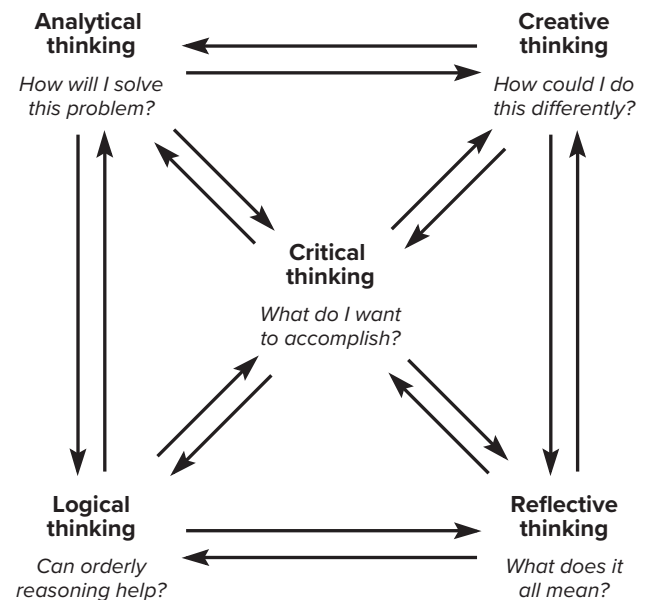 Analytical
thinking
How will I solve
this problem?
Creative
thinking
How could I do
this differently?
Critical
thinking
What do I want
to accomplish?
Logical
thinking
Can orderly
reasoning help?
Reflective
thinking
What does it
all mean?